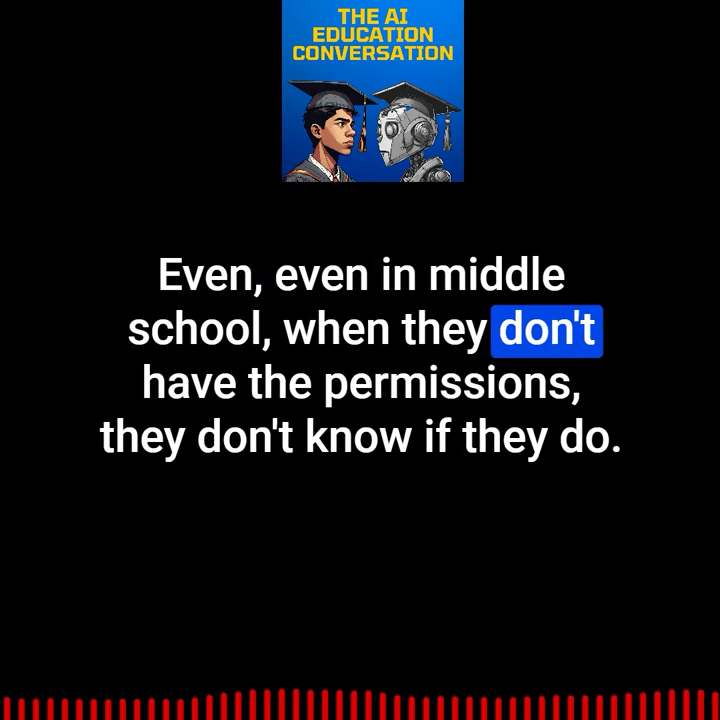 THE AI
EDUCATION
CONVERSATION
Even, even in middle
school, when they don't
have the permissions,
they don't know if they do.